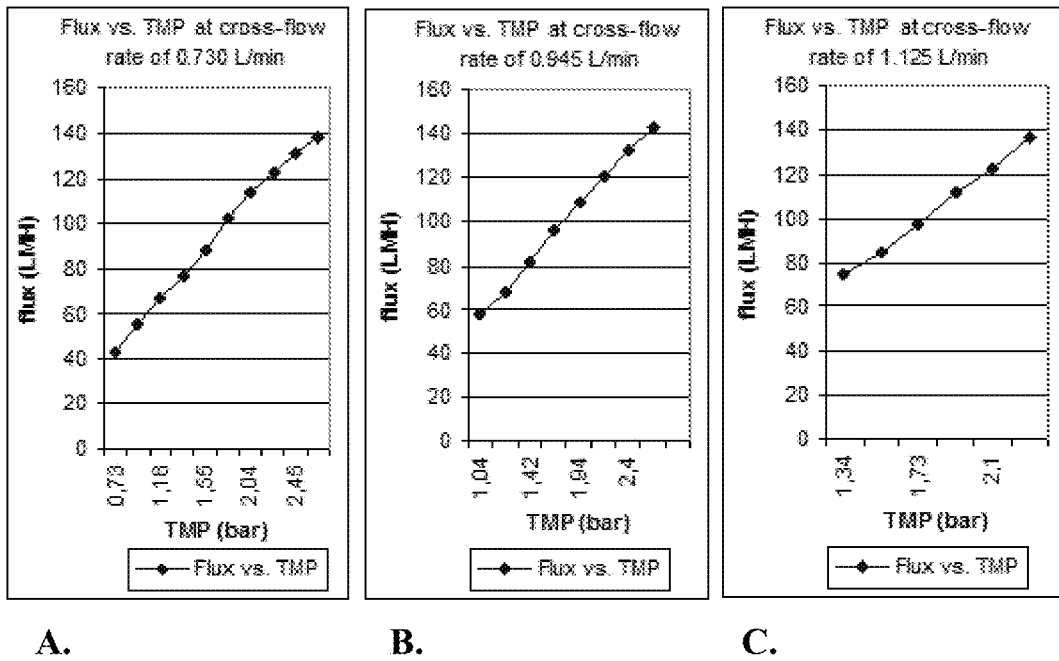 Flux vs. TMP at cross-flow
rate of 0.730 L/min
160
140
120
100
80
60
40
20
0
flux (LMH)
0,73
1,18
1,55
2,04
2,45
TMP (bar)
Flux vs. TMP
A.
Flux vs. TMP at cross-flow
rate of 0.945 L/min
160
140
120
100
80
60
40
20
0
flux (LMH)
1,04
1,42
1,94
2,4
TMP (bar)
Flux vs. TMP
B.
Flux vs. TMP at cross-flow
rate of 1.125 L/min
160
140
120
100
80
60
40
20
0
flux (LMH)
1,34
1,73
2,1
TMP (bar)
Flux vs. TMP
C.